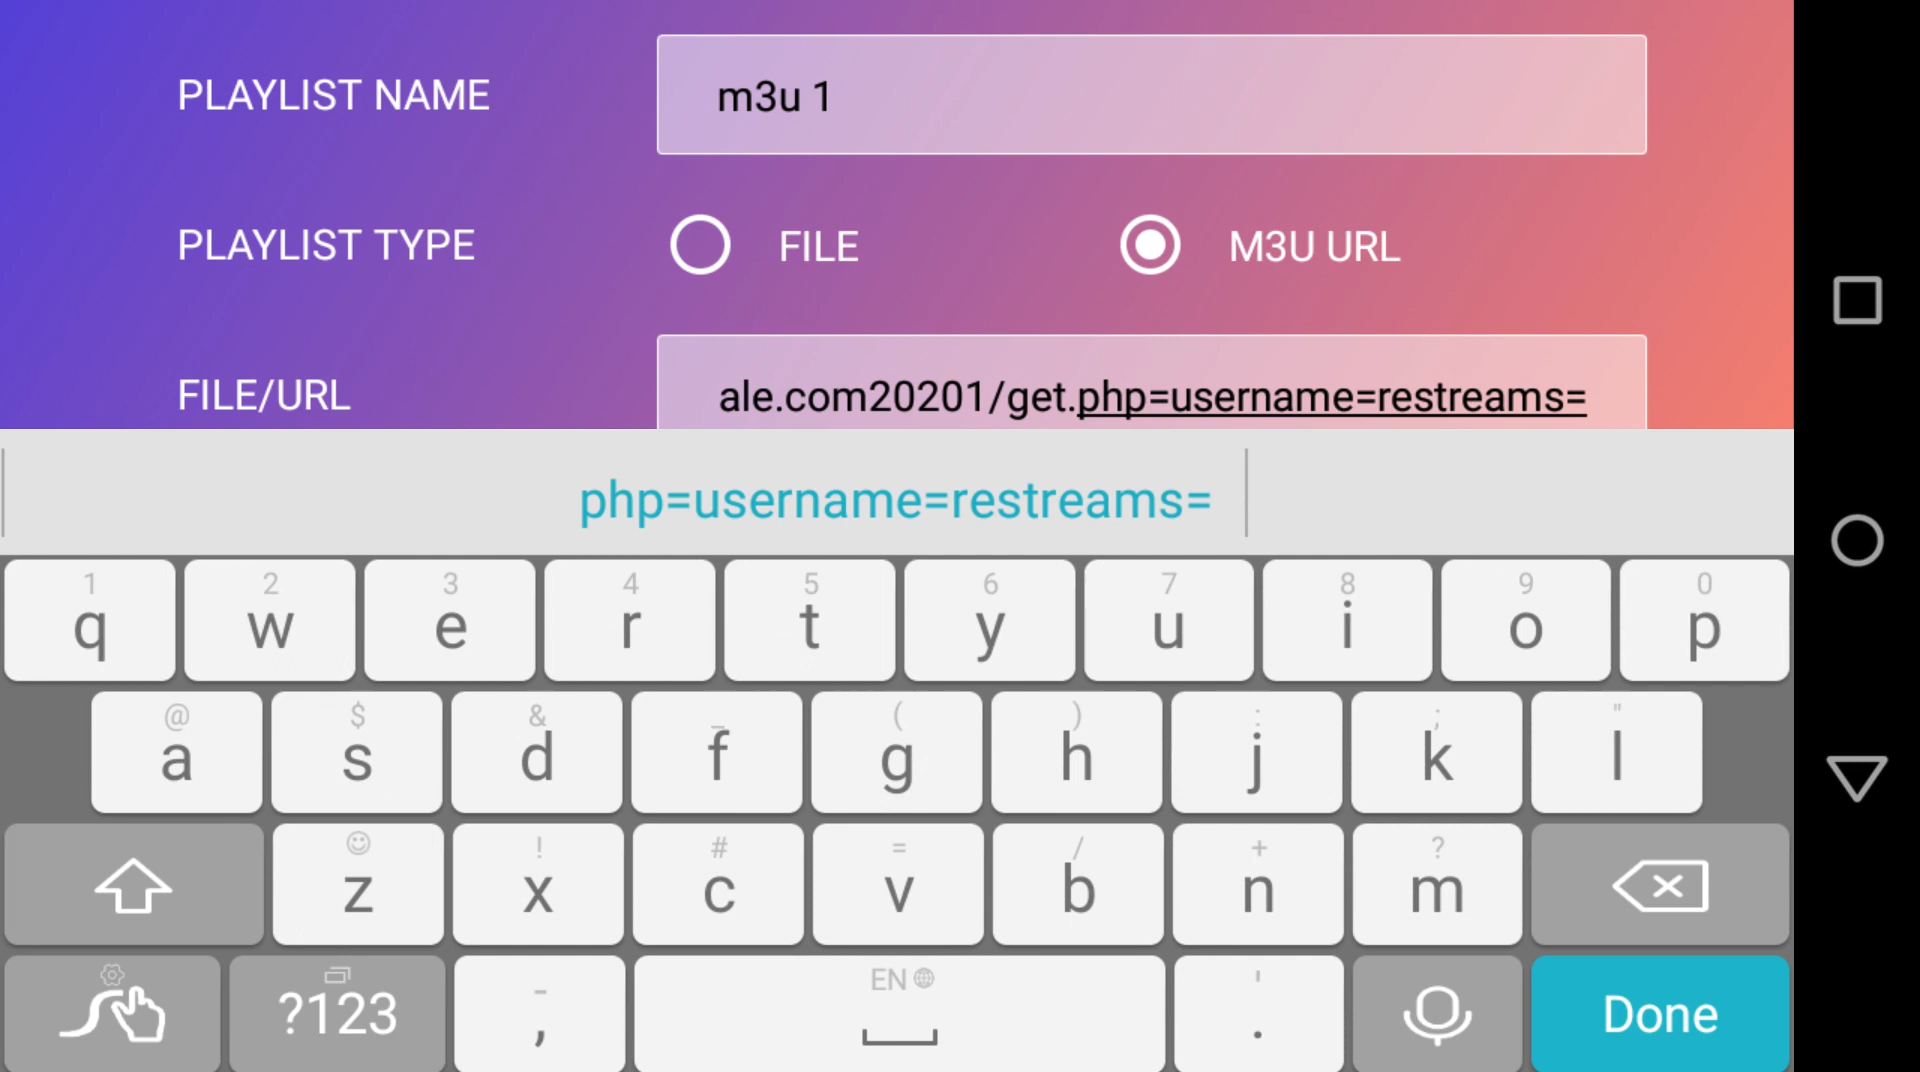 PLAYLIST NAME
m3u 1
PLAYLIST TYPE
FILE
M3U URL
FILE/URL
ale.com20201/get.php=username=restreams=
php=username=restreams=
1 2 3 4 5 6 7 8 9 0
q w e r t y u i o p
@ $ & _ ( ) : ; "
a s d f g h j k l
! # = / + ?
z x c v b n m
?123
- ,
EN
' .
Done